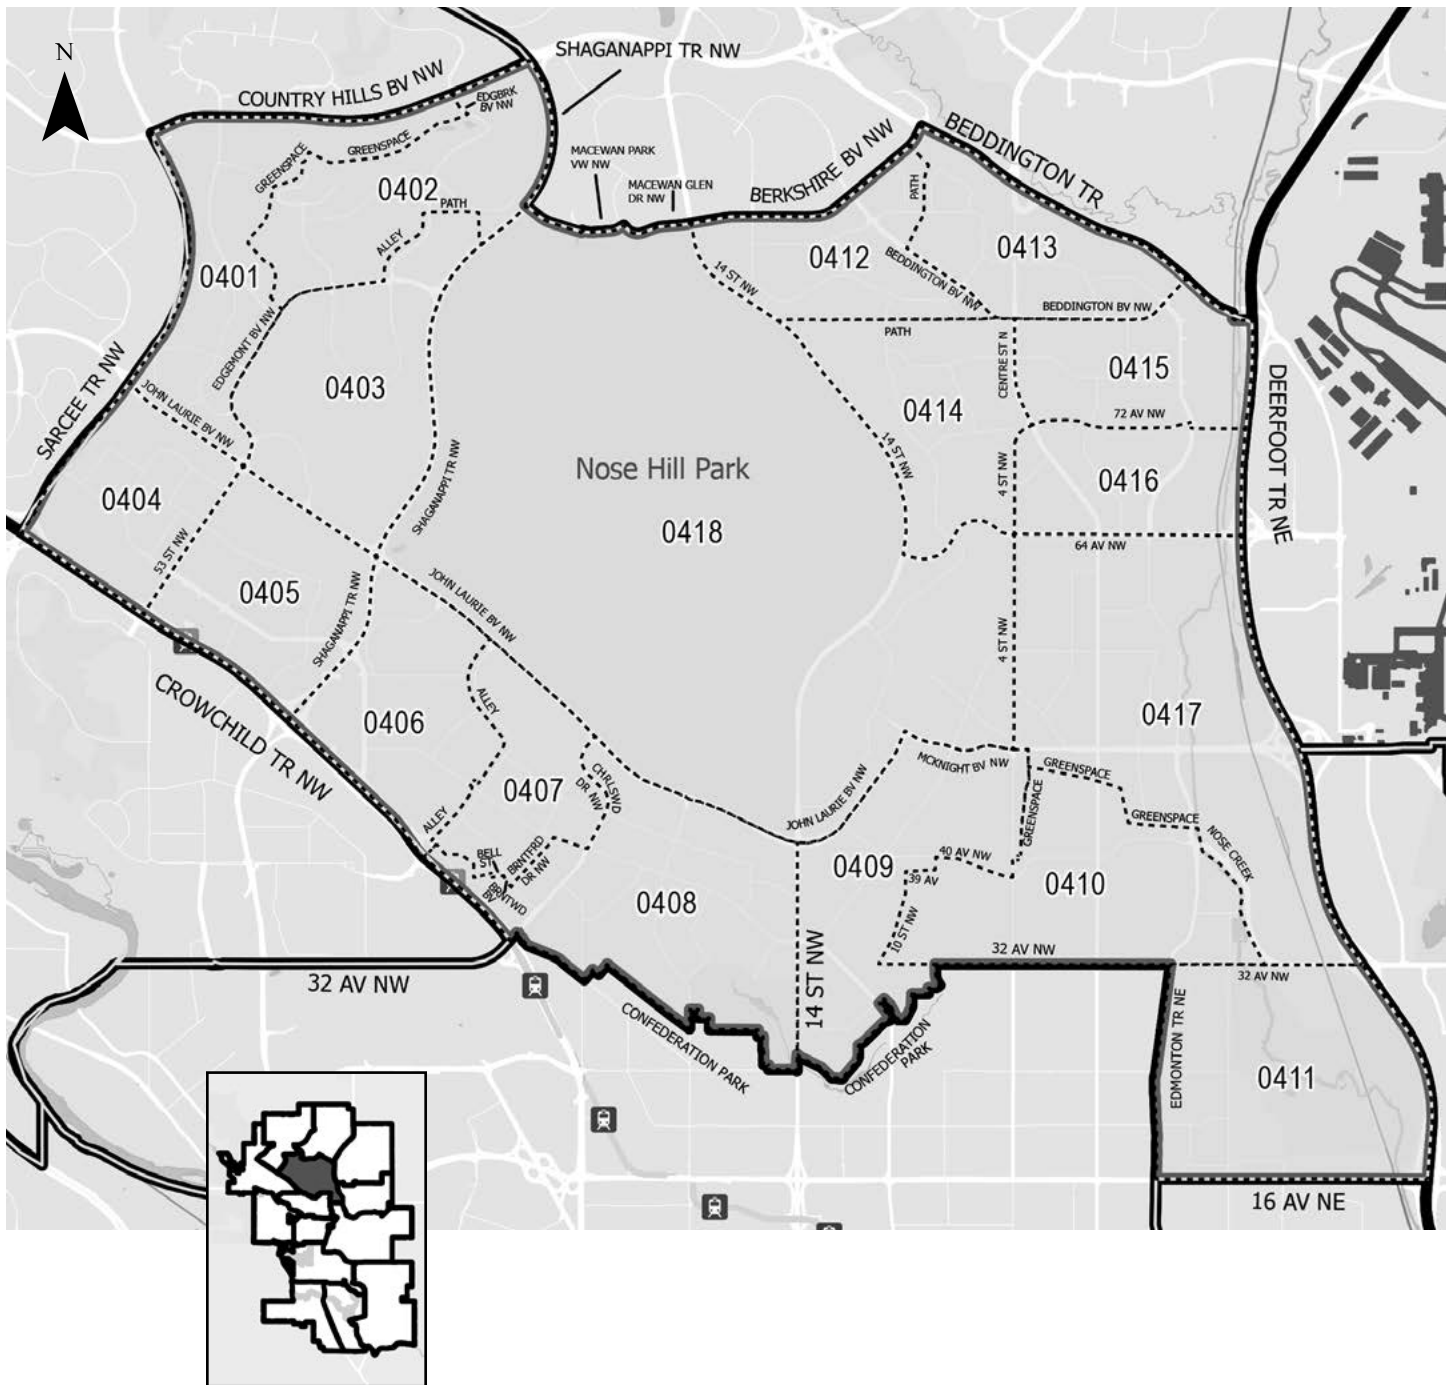 N
SHAGANAPPI TR NW
COUNTRY HILLS BV NW
EDGBRK
BV NW
GREENSPACE
GREENSPACE
MACEWAN PARK
VW NW
MACEWAN GLEN
DR NW
BERKSHIRE BV NW
BEDDINGTON TR
0402
PATH
ALLEY
PATH
0401
0412
0413
14 ST NW
BEDDINGTON BV NW
BEDDINGTON BV NW
PATH
EDGEMONT BV NW
CENTRE ST N
SARCEE TR NW
JOHN LAURIE BV NW
0403
0415
0414
72 AV NW
DEERFOOT TR NE
14 ST NW
SHAGANAPPI TR NW
Nose Hill Park
4 ST NW
0416
0404
0418
53 ST NW
64 AV NW
0405
SHAGANAPPI TR NW
JOHN LAURIE BV NW
4 ST NW
CROWCHILD TR NW
ALLEY
0406
0417
MCKNIGHT BV NW
GREENSPACE
0407
CHRLSWD
DR NW
JOHN LAURIE BV NW
GREENSPACE
GREENSPACE
ALLEY
NOSE CREEK
BELL
ST
BRNTFRD
DR NW
40 AV NW
0409
39 AV
0410
BRNTWD
BV
0408
10 ST NW
32 AV NW
32 AV NW
32 AV NW
14 ST NW
EDMONTON TR NE
CONFEDERATION PARK
CONFEDERATION
PARK
0411
16 AV NE